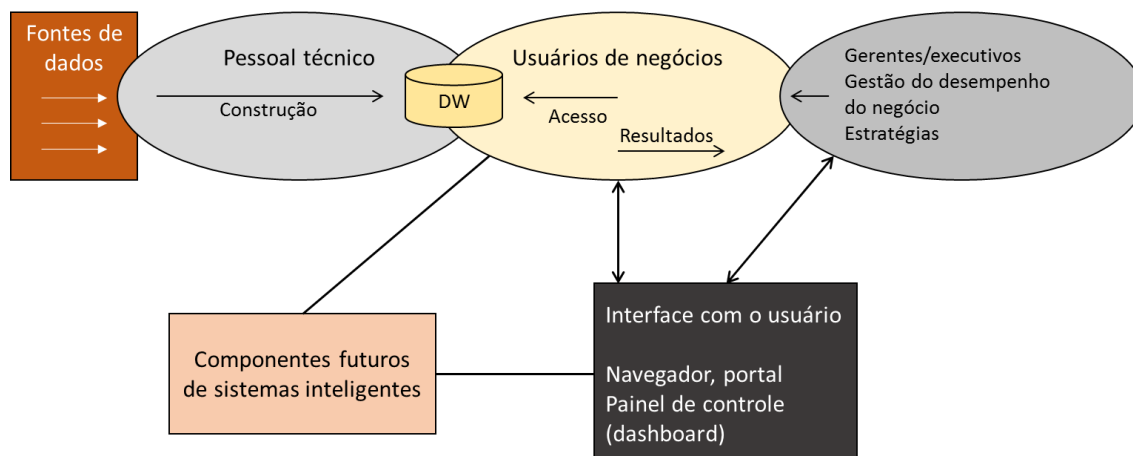 Fontes de
dados
Pessoal técnico
Construção
DW
Usuários de negócios
Acesso
Resultados
Gerentes/executivos
Gestão do desempenho
do negócio
Estratégias
Componentes futuros
de sistemas inteligentes
Interface com o usuário
Navegador, portal
Painel de controle
(dashboard)